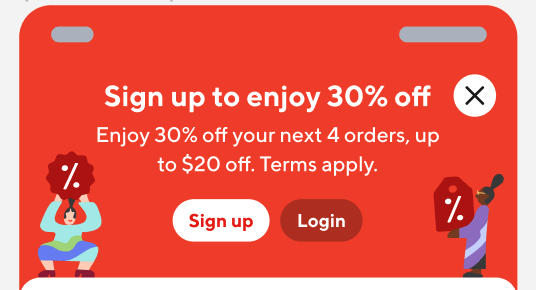 Sign up to enjoy 30% off
Enjoy 30% off your next 4 orders, up
to $20 off. Terms apply.
%
%
Sign up Login